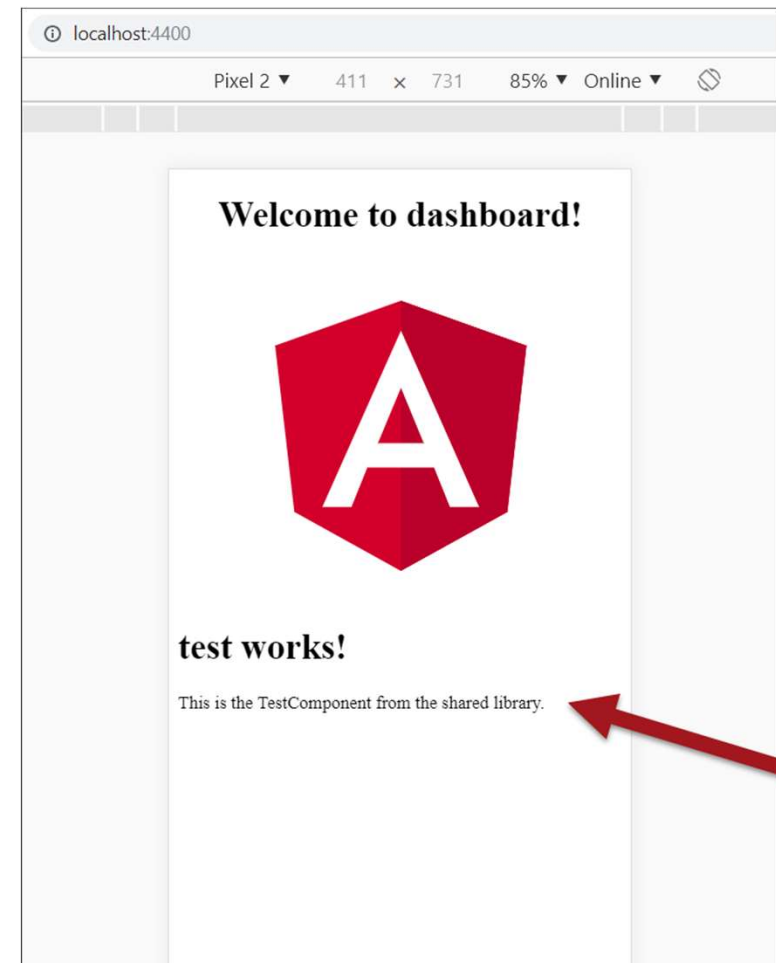 localhost:4400
Pixel 2 ▼ 411 × 731 85% ▼ Online ▼
Welcome to dashboard!
A
test works!
This is the TestComponent from the shared library.